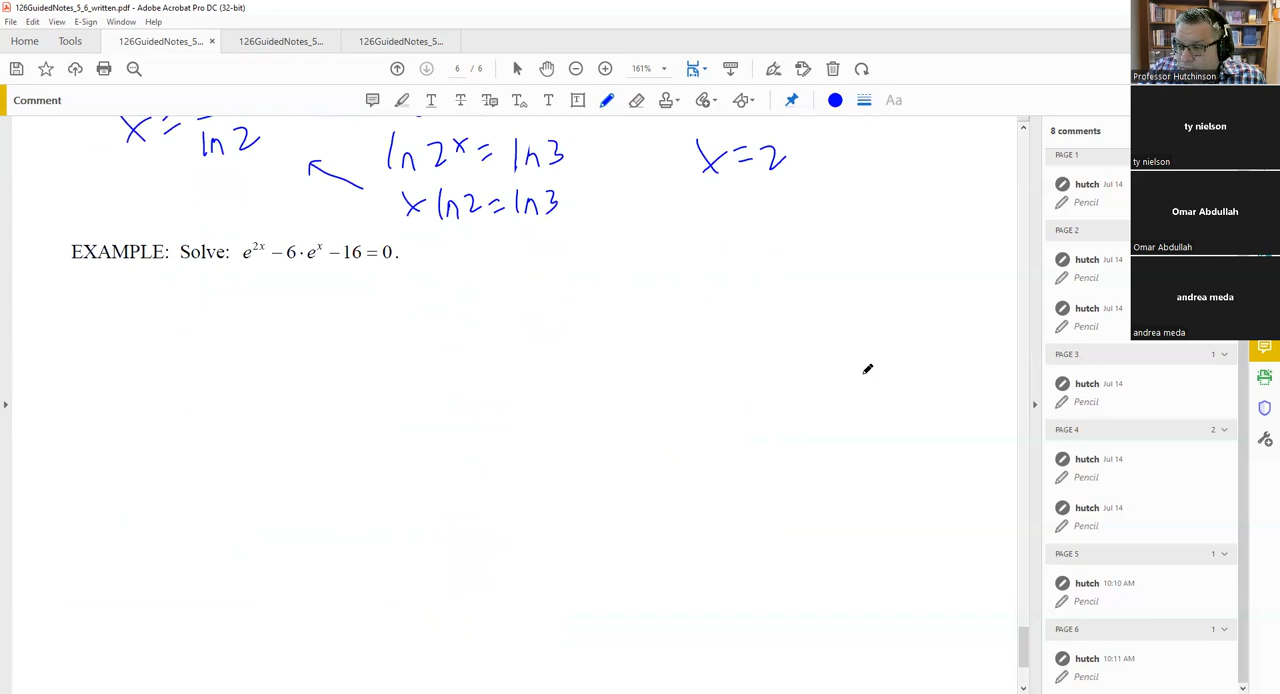 126GuidedNotes_5_6_written.pdf - Adobe Acrobat Pro DC (32-bit)
File Edit View E-Sign Window Help
Home Tools 126GuidedNotes_5_... × 126GuidedNotes_5_... 126GuidedNotes_5_...
6 / 6 161%
Comment
Aa
x =
ln 2
ln 2^x = ln 3
x = 2
x ln 2 = ln 3
EXAMPLE: Solve: e^{2x} − 6 · e^x − 16 = 0.
8 comments
PAGE 1
hutch Jul 14
Pencil
PAGE 2
hutch Jul 14
Pencil
hutch Jul 14
Pencil
PAGE 3 1
hutch Jul 14
Pencil
PAGE 4 2
hutch Jul 14
Pencil
hutch Jul 14
Pencil
PAGE 5 1
hutch 10:10 AM
Pencil
PAGE 6 1
hutch 10:11 AM
Pencil
Professor Hutchinson
ty nielson
ty nielson
Omar Abdullah
Omar Abdullah
andrea meda
andrea meda